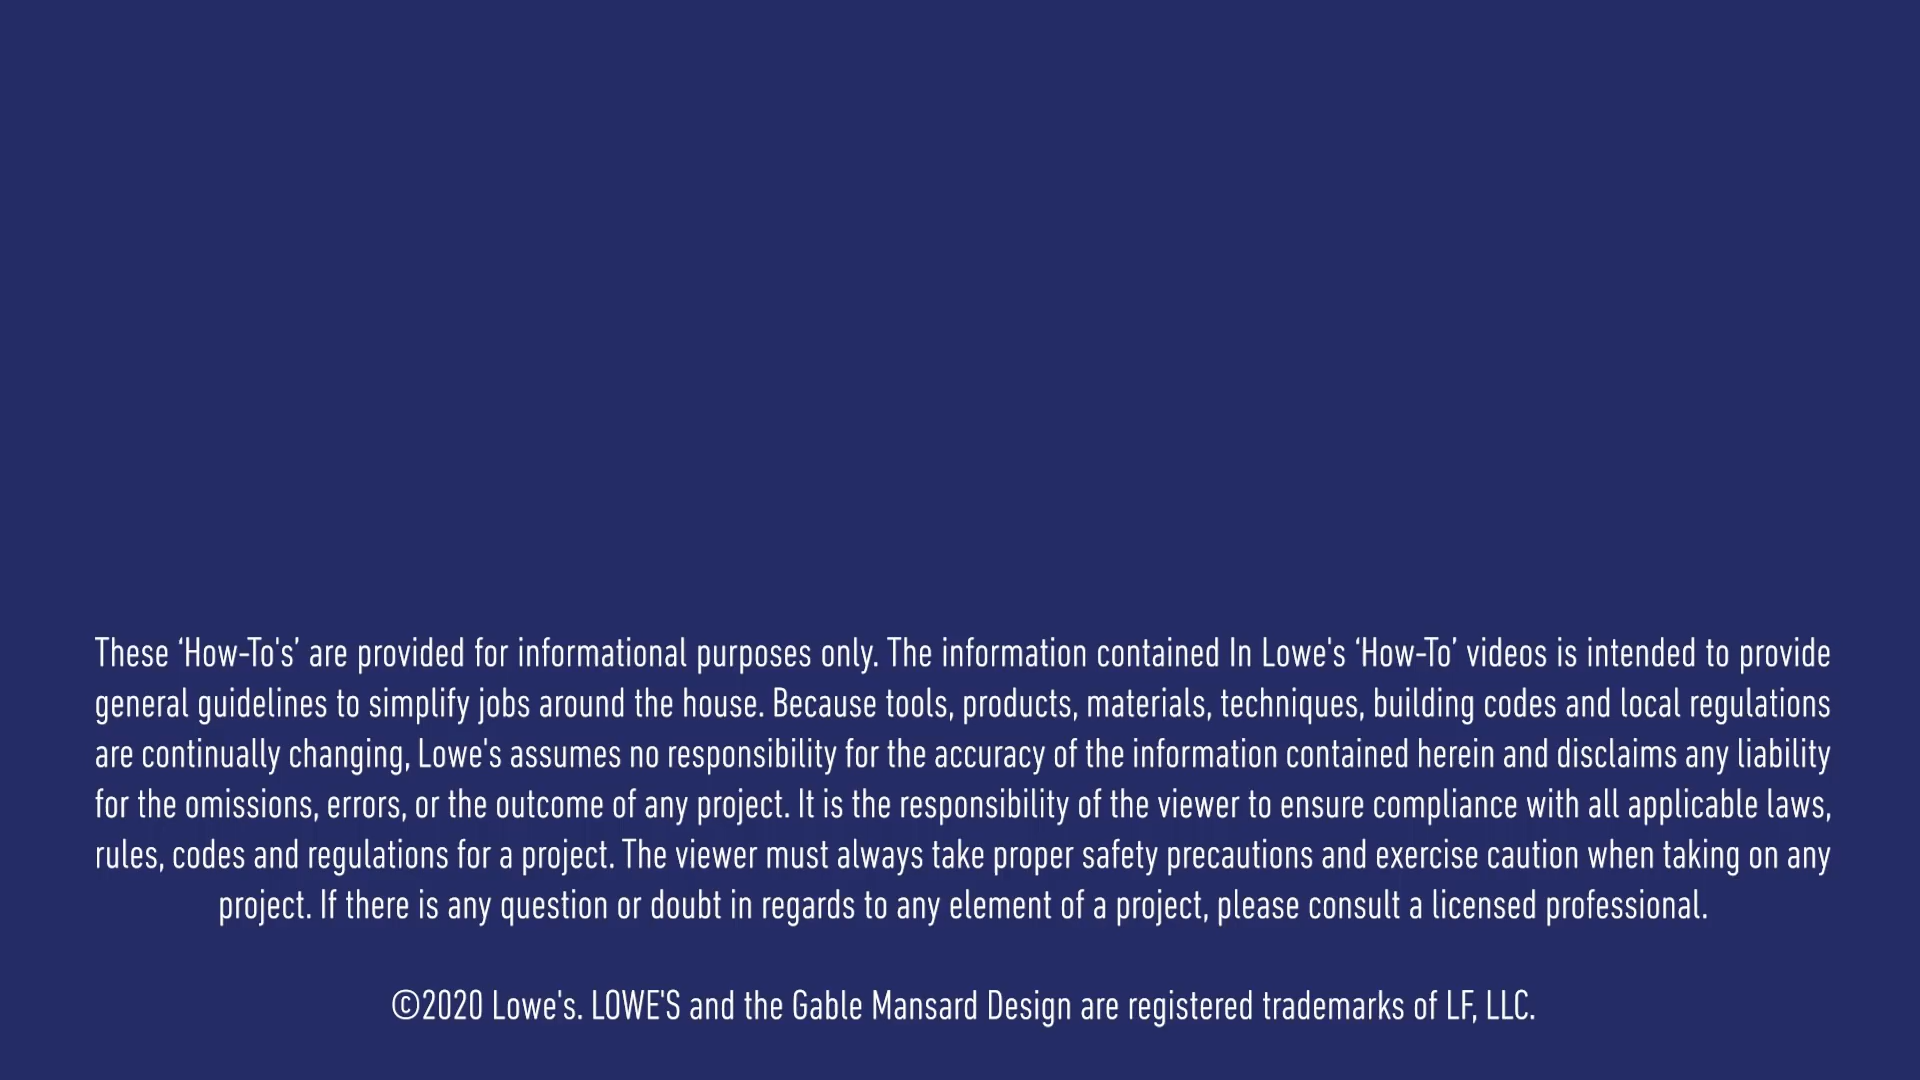 These ‘How-To's’ are provided for informational purposes only. The information contained In Lowe's ‘How-To’ videos is intended to provide
general guidelines to simplify jobs around the house. Because tools, products, materials, techniques, building codes and local regulations
are continually changing, Lowe's assumes no responsibility for the accuracy of the information contained herein and disclaims any liability
for the omissions, errors, or the outcome of any project. It is the responsibility of the viewer to ensure compliance with all applicable laws,
rules, codes and regulations for a project. The viewer must always take proper safety precautions and exercise caution when taking on any
project. If there is any question or doubt in regards to any element of a project, please consult a licensed professional.
©2020 Lowe's. LOWE'S and the Gable Mansard Design are registered trademarks of LF, LLC.